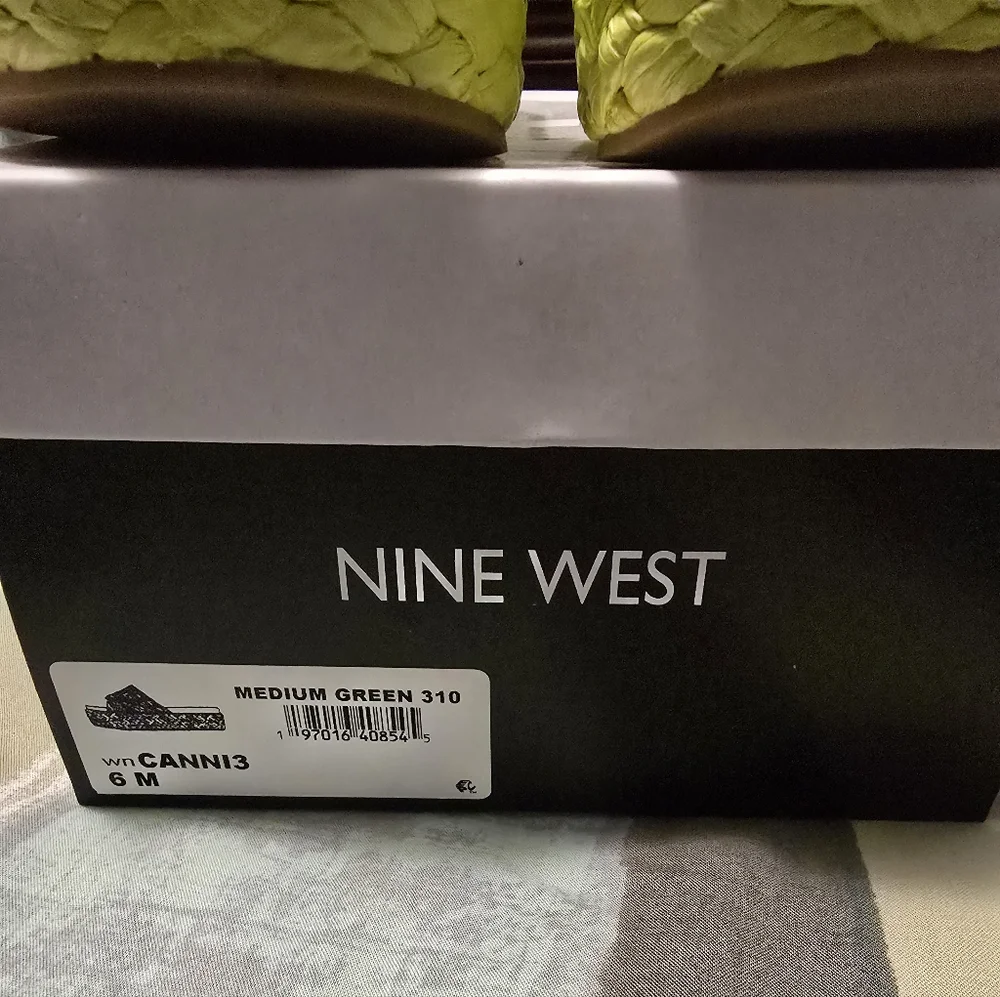 NINE WEST
MEDIUM GREEN 310
1 97016 40854 5
wnCANNI3
6 M